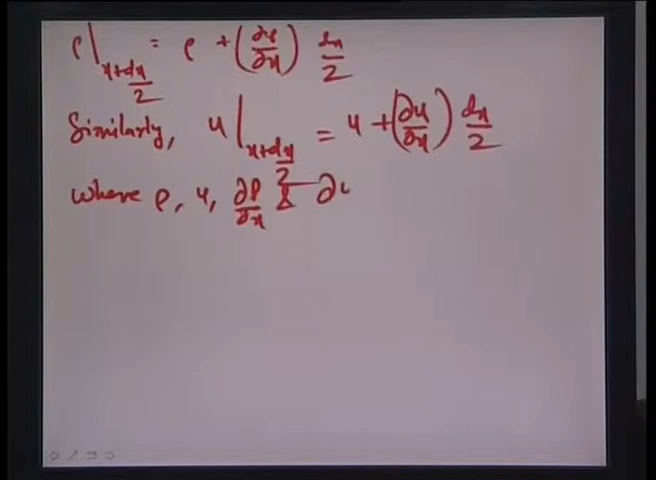 ρ|ₓ₊dx/2 = ρ + (∂ρ/∂x) dx/2
Similarly, u|ₓ₊dx/2 = u + (∂u/∂x) dx/2
where ρ, u, ∂ρ/∂x & ∂u